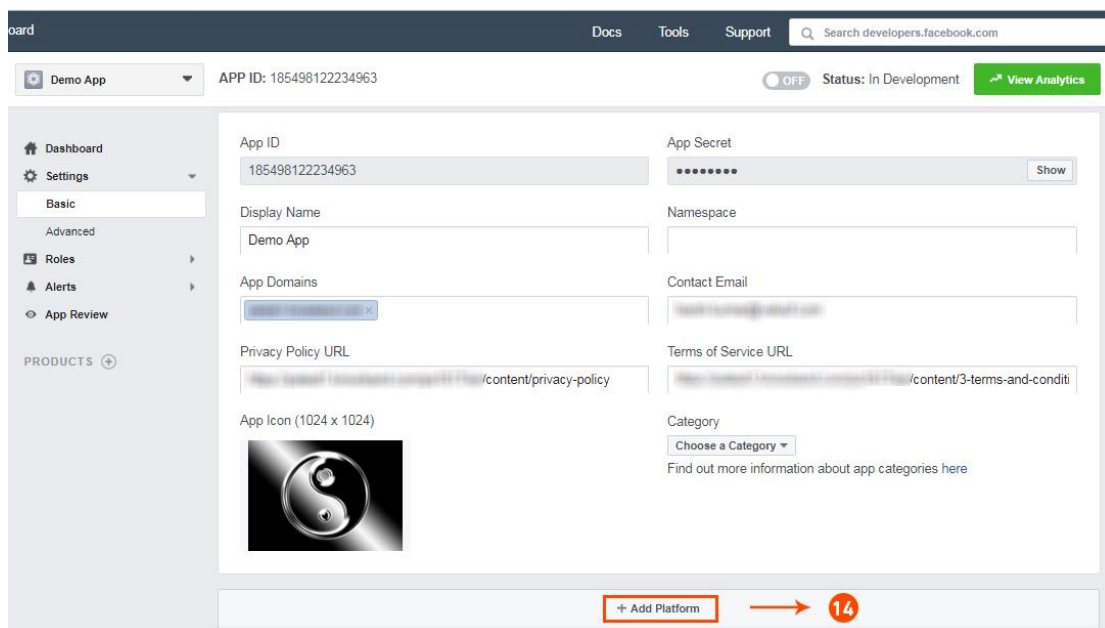 oard
Docs Tools Support Search developers.facebook.com
Demo App APP ID: 185498122234963 OFF Status: In Development View Analytics
Dashboard
Settings
Basic
Advanced
Roles
Alerts
App Review
PRODUCTS
App ID
185498122234963
App Secret
Show
Display Name
Demo App
Namespace
App Domains
Contact Email
Privacy Policy URL
/content/privacy-policy
Terms of Service URL
/content/3-terms-and-conditi
App Icon (1024 x 1024)
Category
Choose a Category
Find out more information about app categories here
+ Add Platform 14